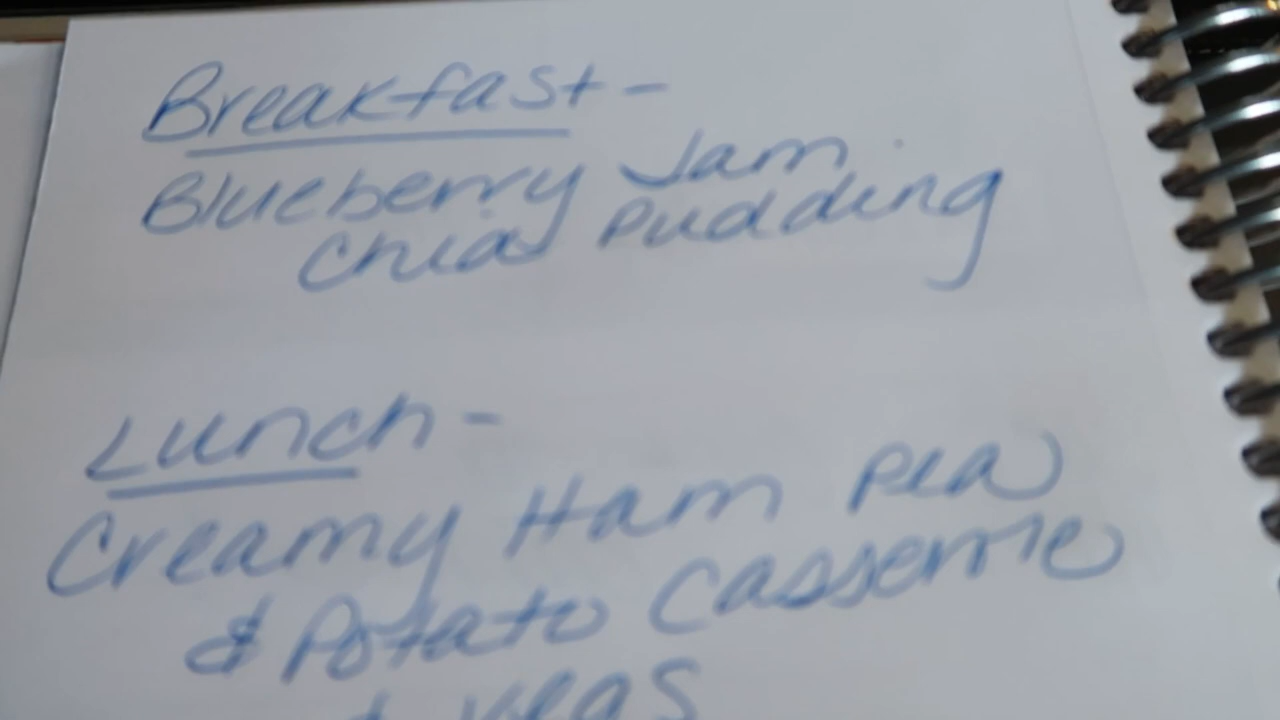 Breakfast -
Blueberry Jam
Chia Pudding
Lunch -
Creamy Ham Pea
& Potato Casserole